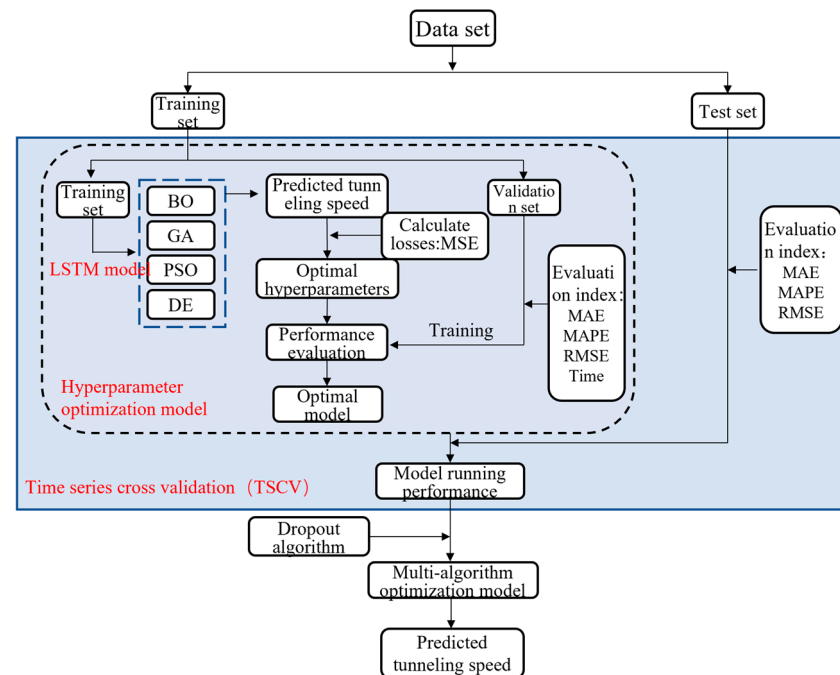 Data set
Training
set
Test set
Training
set
BO
GA
PSO
DE
LSTM model
Predicted tunn
eling speed
Validatio
n set
Calculate
losses:MSE
Optimal
hyperparameters
Performance
evaluation
Training
Optimal
model
Evaluati
on index：
MAE
MAPE
RMSE
Time
Evaluatio
n index：
MAE
MAPE
RMSE
Hyperparameter
optimization model
Time series cross validation（TSCV）
Model running
performance
Dropout
algorithm
Multi-algorithm
optimization model
Predicted
tunneling speed